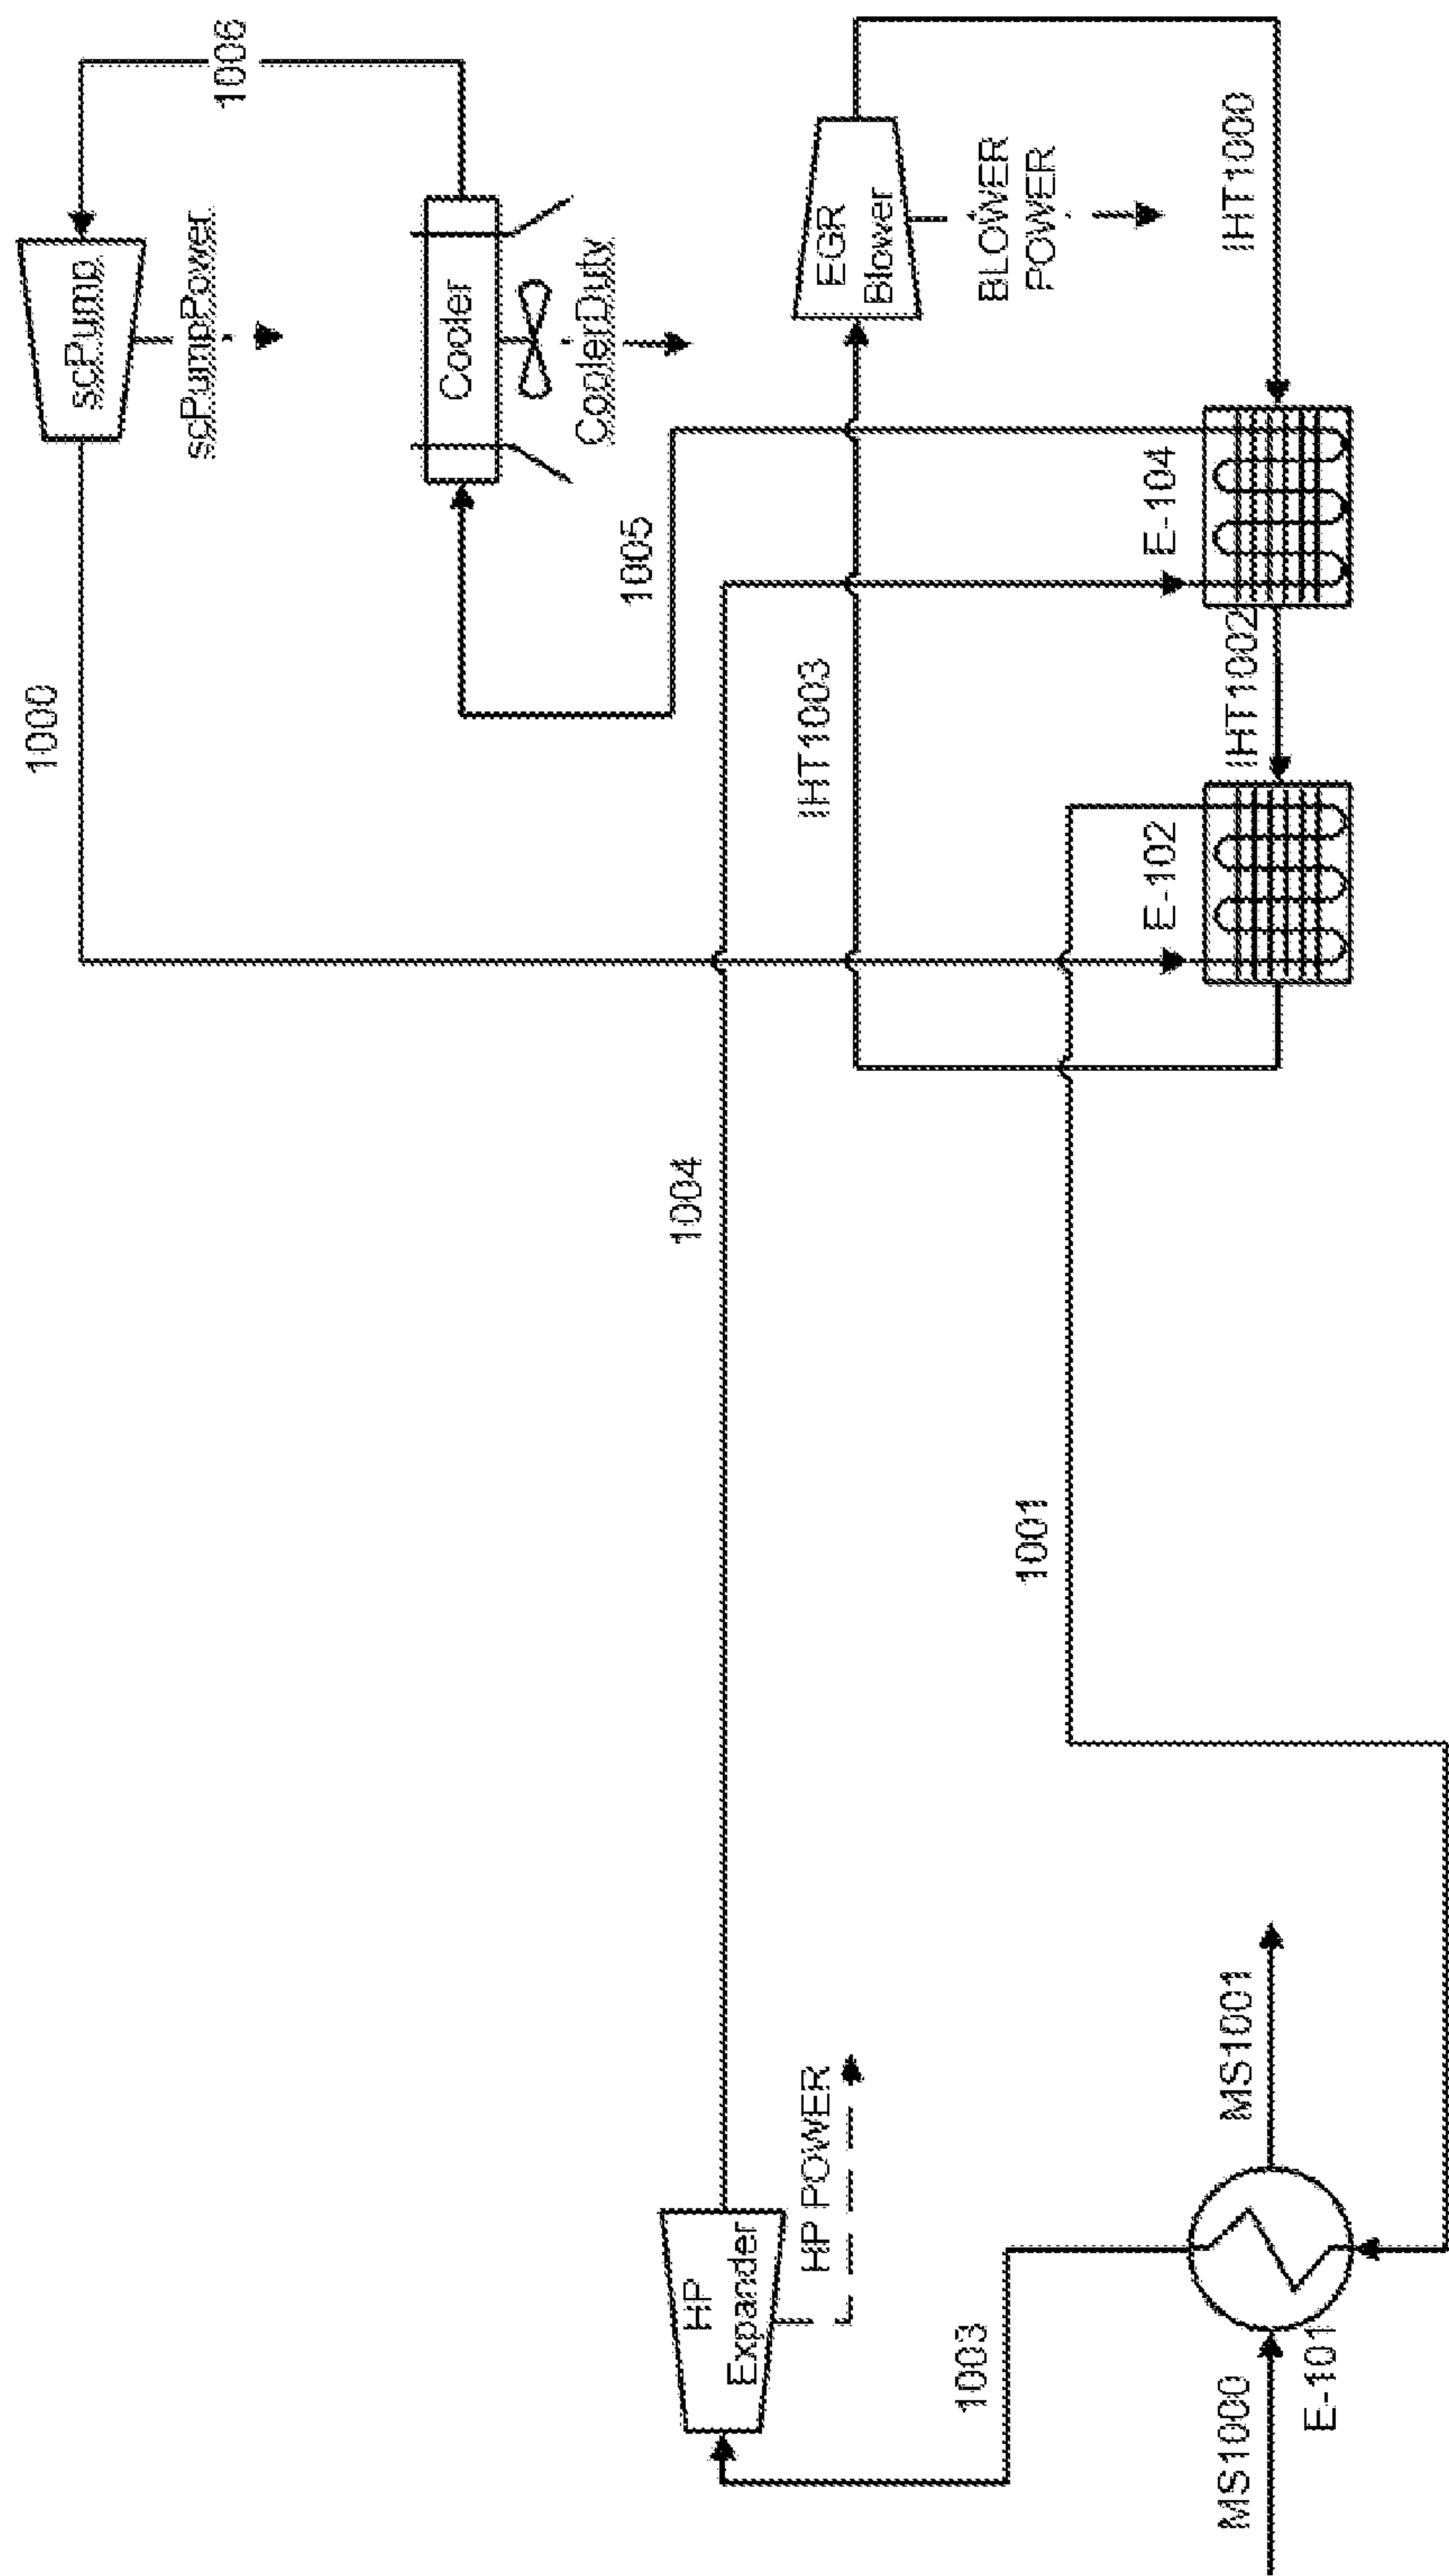 1006
scPump
scPumpPower
1000
Cooler
CoolerDuty
1005
EGR
Blower
BLOWER
POWER
IHT1000
E-104
IHT1002
IHT1003
E-102
1004
1001
HP
Expander
HP POWER
1003
MS1001
MS1000
E-101